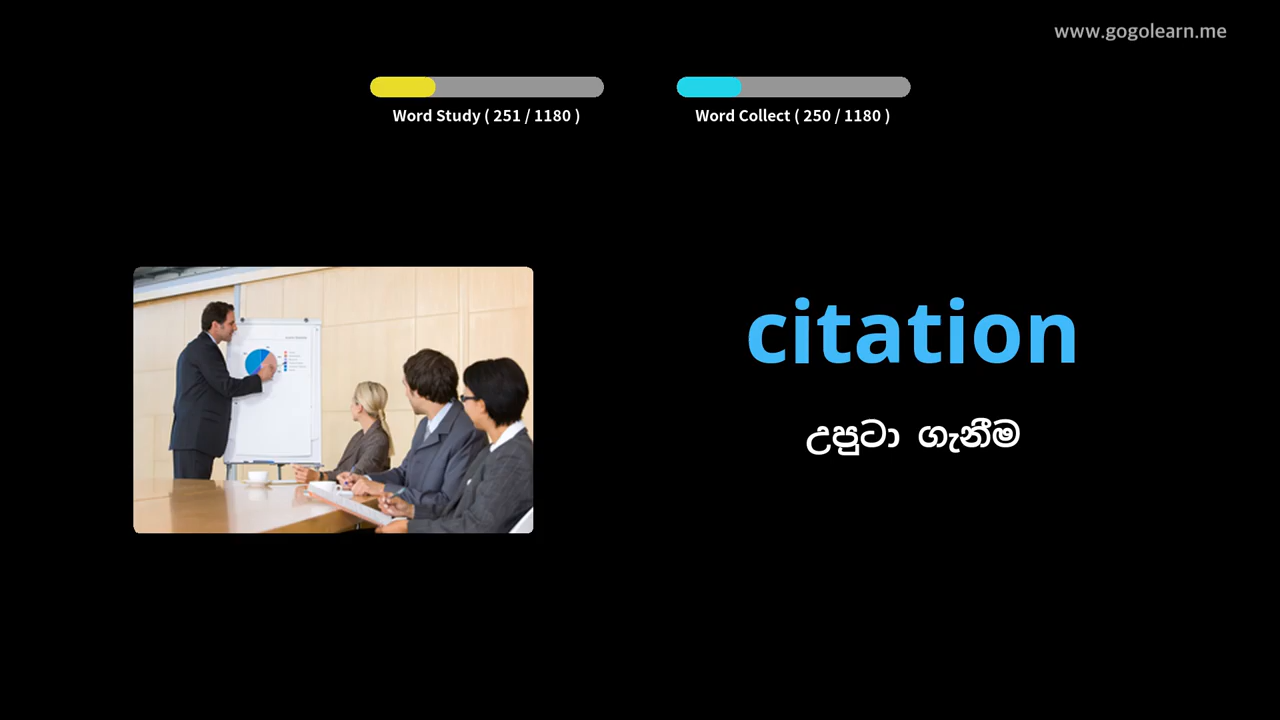 www.gogolearn.me
Word Study ( 251 / 1180 )
Word Collect ( 250 / 1180 )
citation
උපුටා ගැනීම